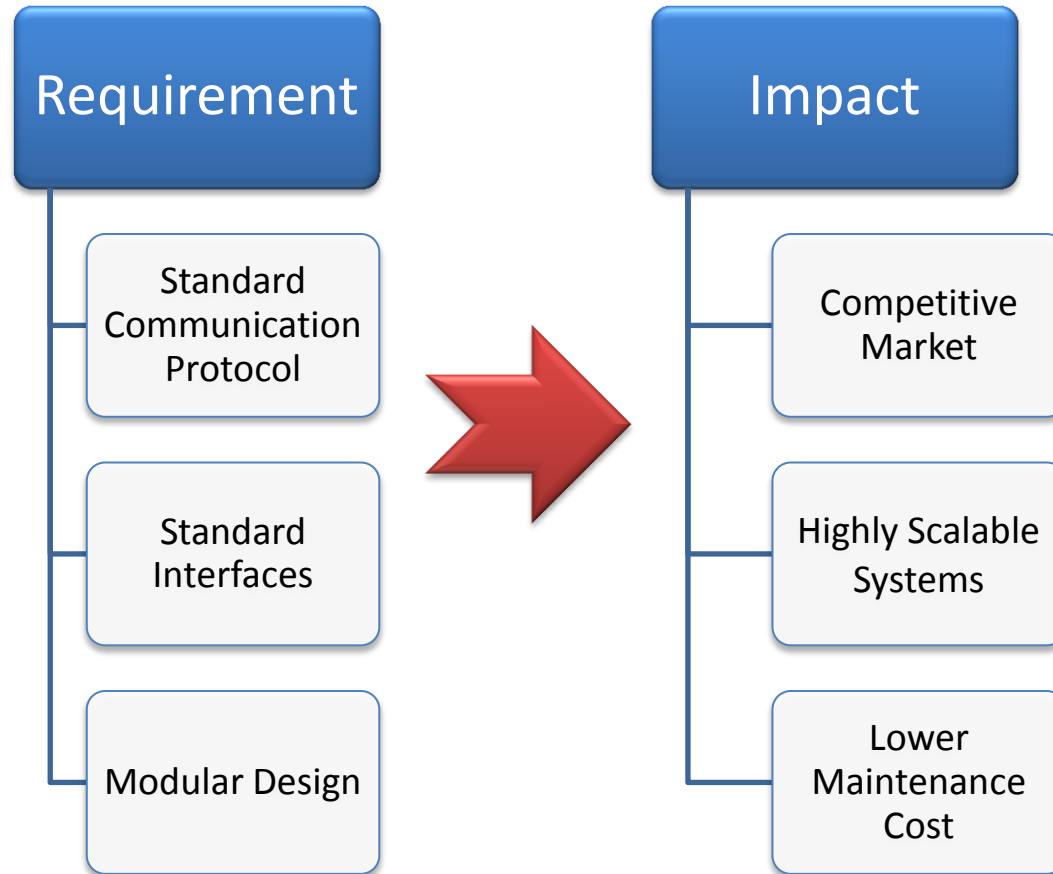 Requirement
Standard
Communication
Protocol
Standard
Interfaces
Modular Design
Impact
Competitive
Market
Highly Scalable
Systems
Lower
Maintenance
Cost